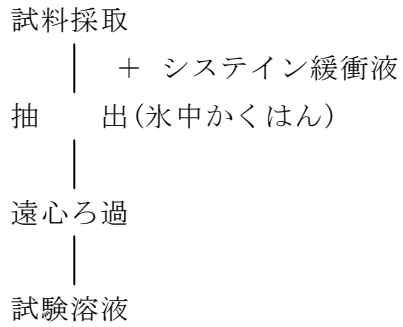 試料採取
+ システイン緩衝液
抽　　出(氷中かくはん)
遠心ろ過
試験溶液